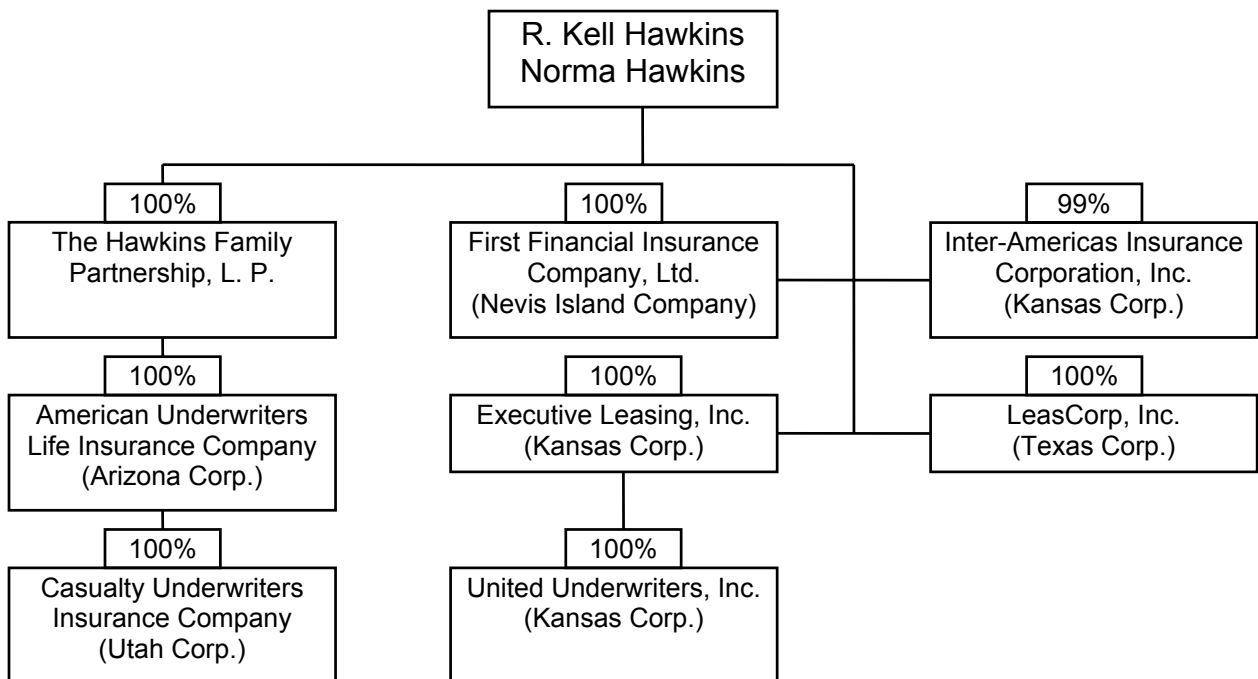 R. Kell Hawkins
Norma Hawkins
100%
The Hawkins Family
Partnership, L. P.
100%
First Financial Insurance
Company, Ltd.
(Nevis Island Company)
99%
Inter-Americas Insurance
Corporation, Inc.
(Kansas Corp.)
100%
American Underwriters
Life Insurance Company
(Arizona Corp.)
100%
Executive Leasing, Inc.
(Kansas Corp.)
100%
LeasCorp, Inc.
(Texas Corp.)
100%
Casualty Underwriters
Insurance Company
(Utah Corp.)
100%
United Underwriters, Inc.
(Kansas Corp.)